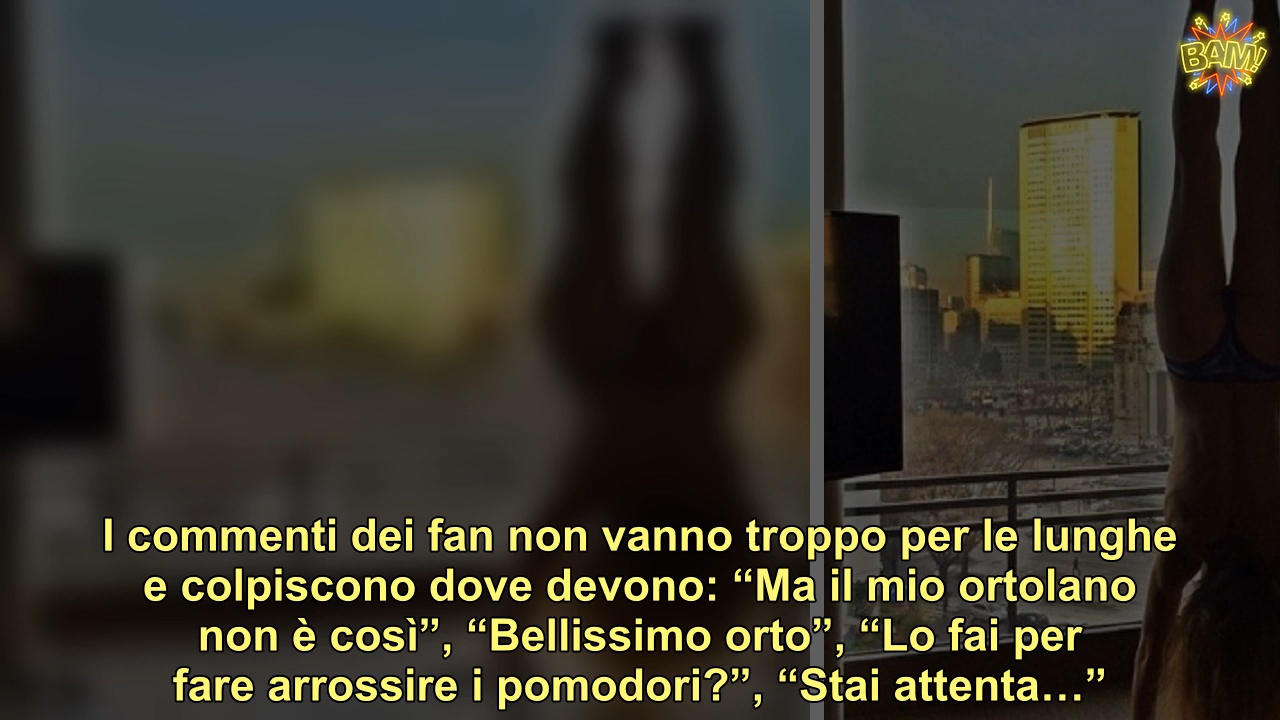 BAM!
I commenti dei fan non vanno troppo per le lunghe
e colpiscono dove devono: “Ma il mio ortolano
non è così”, “Bellissimo orto”, “Lo fai per
fare arrossire i pomodori?”, “Stai attenta…”